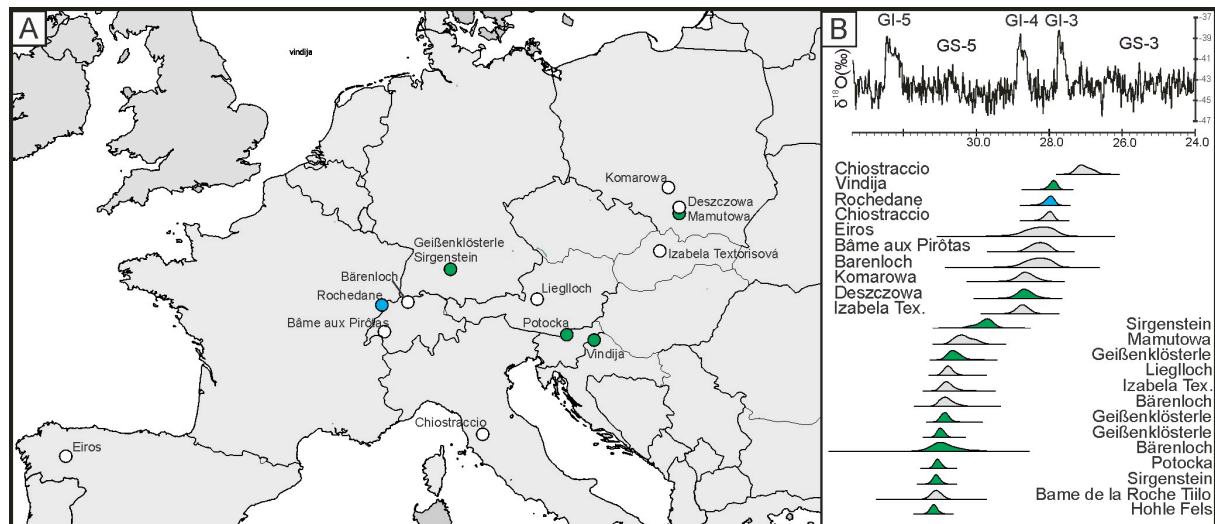 A
vindija
Komarowa
Deszczowa
Mamutowa
Izabela Textorisová
Geißenklösterle
Sirgenstein
Bärenloch
Rochedane
Lieglloch
Bâme aux Pirôtas
Potocka
Vindija
Chiostraccio
Eiros
B
GI-5
GS-5
GI-4
GI-3
GS-3
δ18O(‰)
-37
-39
-41
-43
-45
-47
30.0
28.0
26.0
24.0
Chiostraccio
Vindija
Rochedane
Chiostraccio
Eiros
Bâme aux Pirôtas
Barenloch
Komarowa
Deszczowa
Izabela Tex.
Sirgenstein
Mamutowa
Geißenklösterle
Lieglloch
Izabela Tex.
Bärenloch
Geißenklösterle
Geißenklösterle
Bärenloch
Potocka
Sirgenstein
Bame de la Roche Tiilo
Hohle Fels